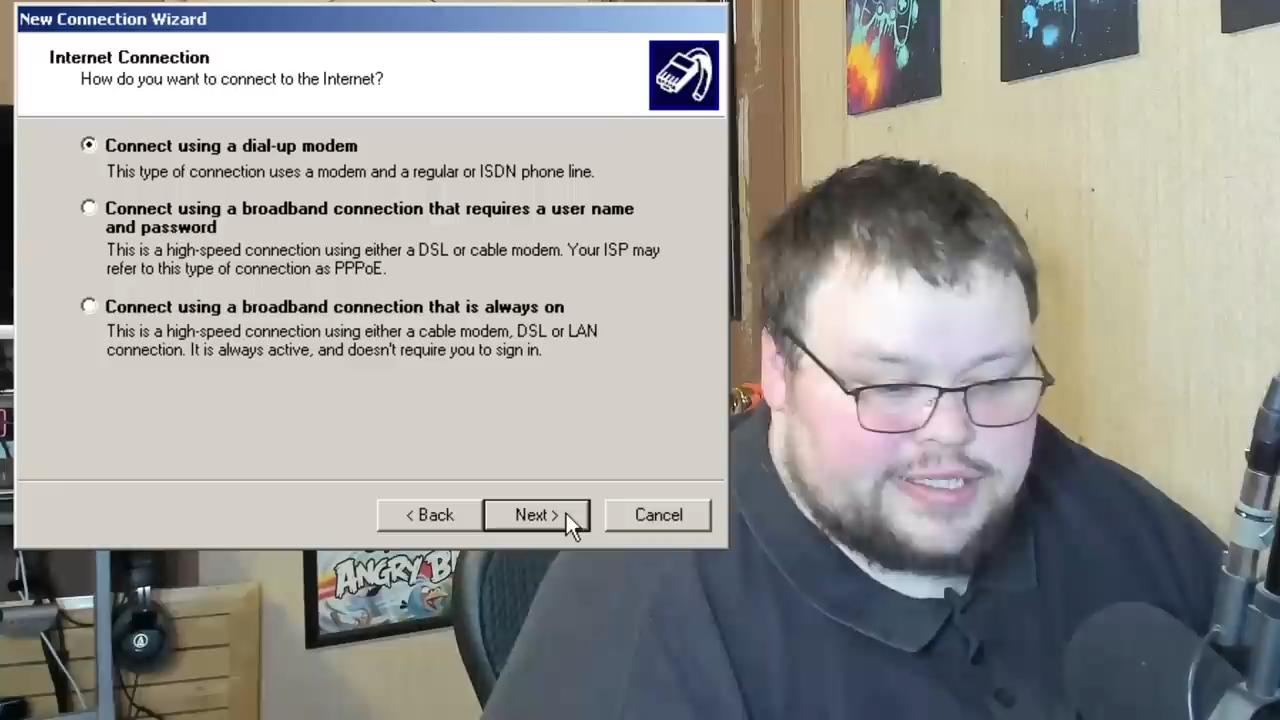 New Connection Wizard
Internet Connection
How do you want to connect to the Internet?
Connect using a dial-up modem
This type of connection uses a modem and a regular or ISDN phone line.
Connect using a broadband connection that requires a user name
and password
This is a high-speed connection using either a DSL or cable modem. Your ISP may
refer to this type of connection as PPPoE.
Connect using a broadband connection that is always on
This is a high-speed connection using either a cable modem, DSL or LAN
connection. It is always active, and doesn't require you to sign in.
< Back
Next >
Cancel
ANGRY B